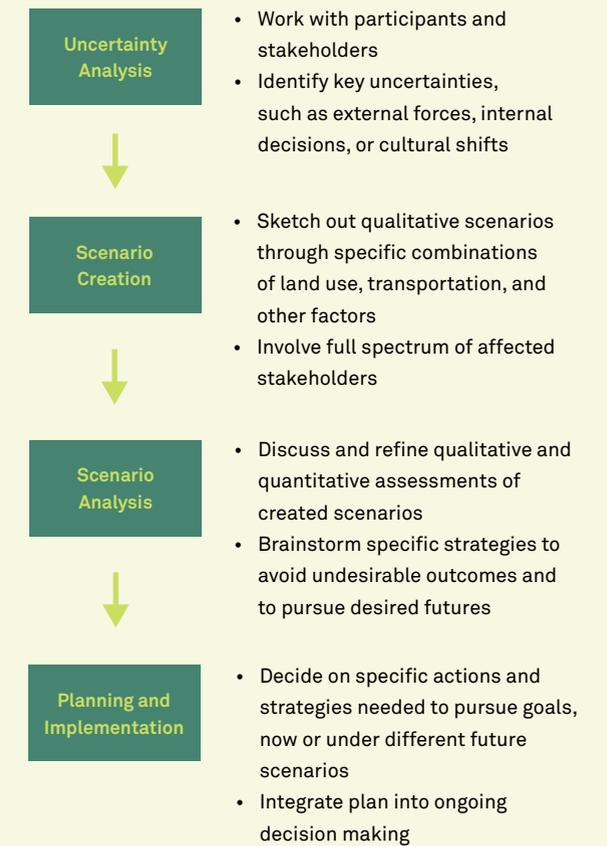 Uncertainty
Analysis
• Work with participants and
stakeholders
• Identify key uncertainties,
such as external forces, internal
decisions, or cultural shifts
Scenario
Creation
• Sketch out qualitative scenarios
through specific combinations
of land use, transportation, and
other factors
• Involve full spectrum of affected
stakeholders
Scenario
Analysis
• Discuss and refine qualitative and
quantitative assessments of
created scenarios
• Brainstorm specific strategies to
avoid undesirable outcomes and
to pursue desired futures
Planning and
Implementation
• Decide on specific actions and
strategies needed to pursue goals,
now or under different future
scenarios
• Integrate plan into ongoing
decision making